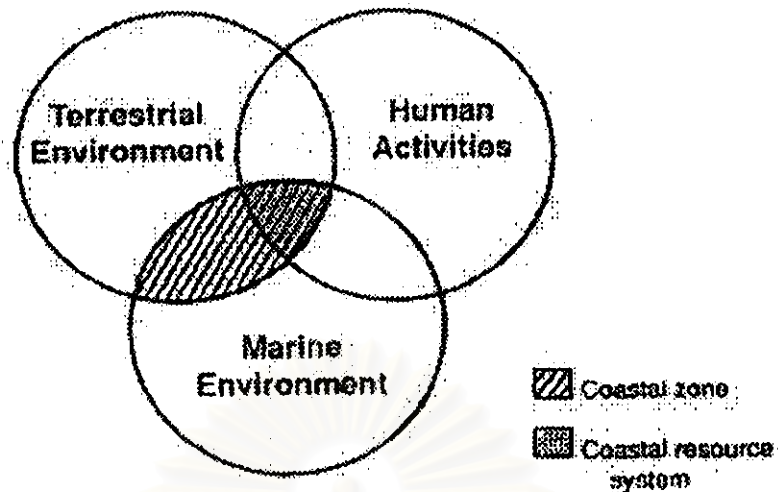 Terrestrial
Environment
Human
Activities
Marine
Environment
Coastal zone
Coastal resource
system